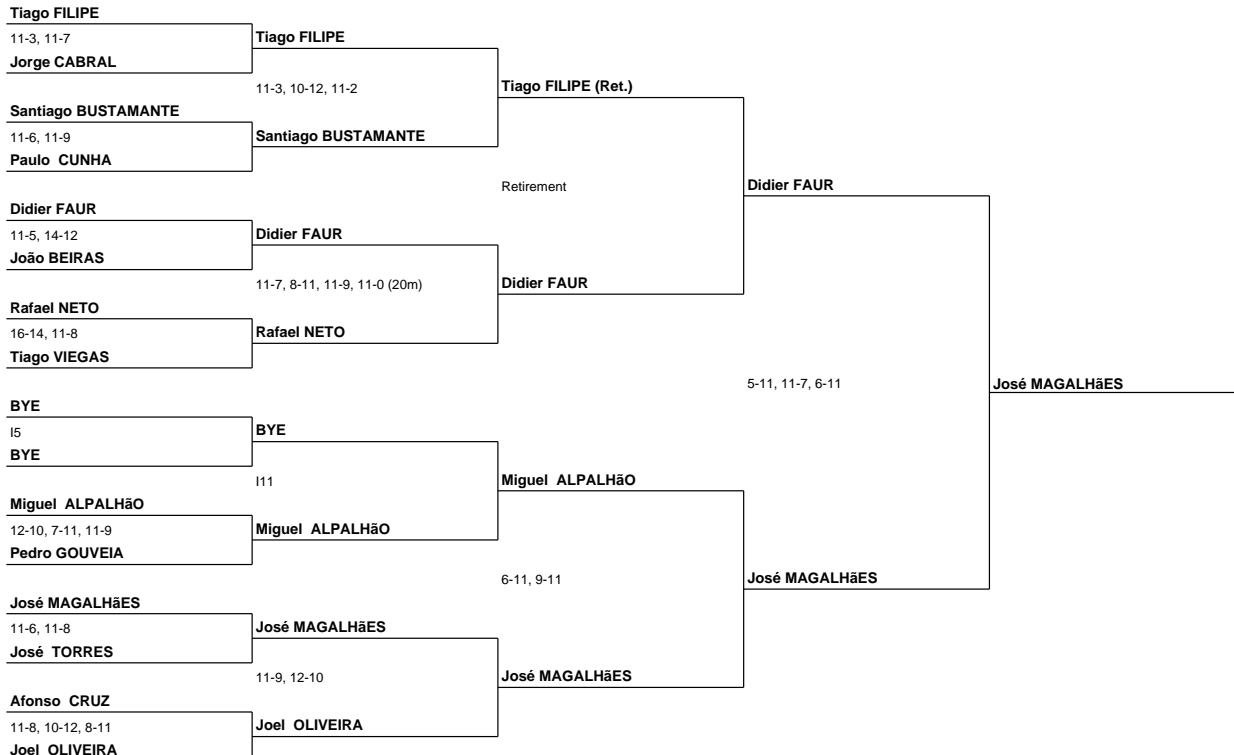 Tiago FILIPE
11-3, 11-7
Jorge CABRAL
Santiago BUSTAMANTE
11-6, 11-9
Paulo CUNHA
Didier FAUR
11-5, 14-12
João BEIRAS
Rafael NETO
16-14, 11-8
Tiago VIEGAS
BYE
I5
BYE
Miguel ALPALHãO
12-10, 7-11, 11-9
Pedro GOUVEIA
José MAGALHãES
11-6, 11-8
José TORRES
Afonso CRUZ
11-8, 10-12, 8-11
Joel OLIVEIRA
Tiago FILIPE
11-3, 10-12, 11-2
Santiago BUSTAMANTE
Didier FAUR
11-7, 8-11, 11-9, 11-0 (20m)
Rafael NETO
BYE
I11
Miguel ALPALHãO
José MAGALHãES
11-9, 12-10
Joel OLIVEIRA
Tiago FILIPE (Ret.)
Retirement
Didier FAUR
Miguel ALPALHãO
6-11, 9-11
José MAGALHãES
Didier FAUR
5-11, 11-7, 6-11
José MAGALHãES
José MAGALHãES